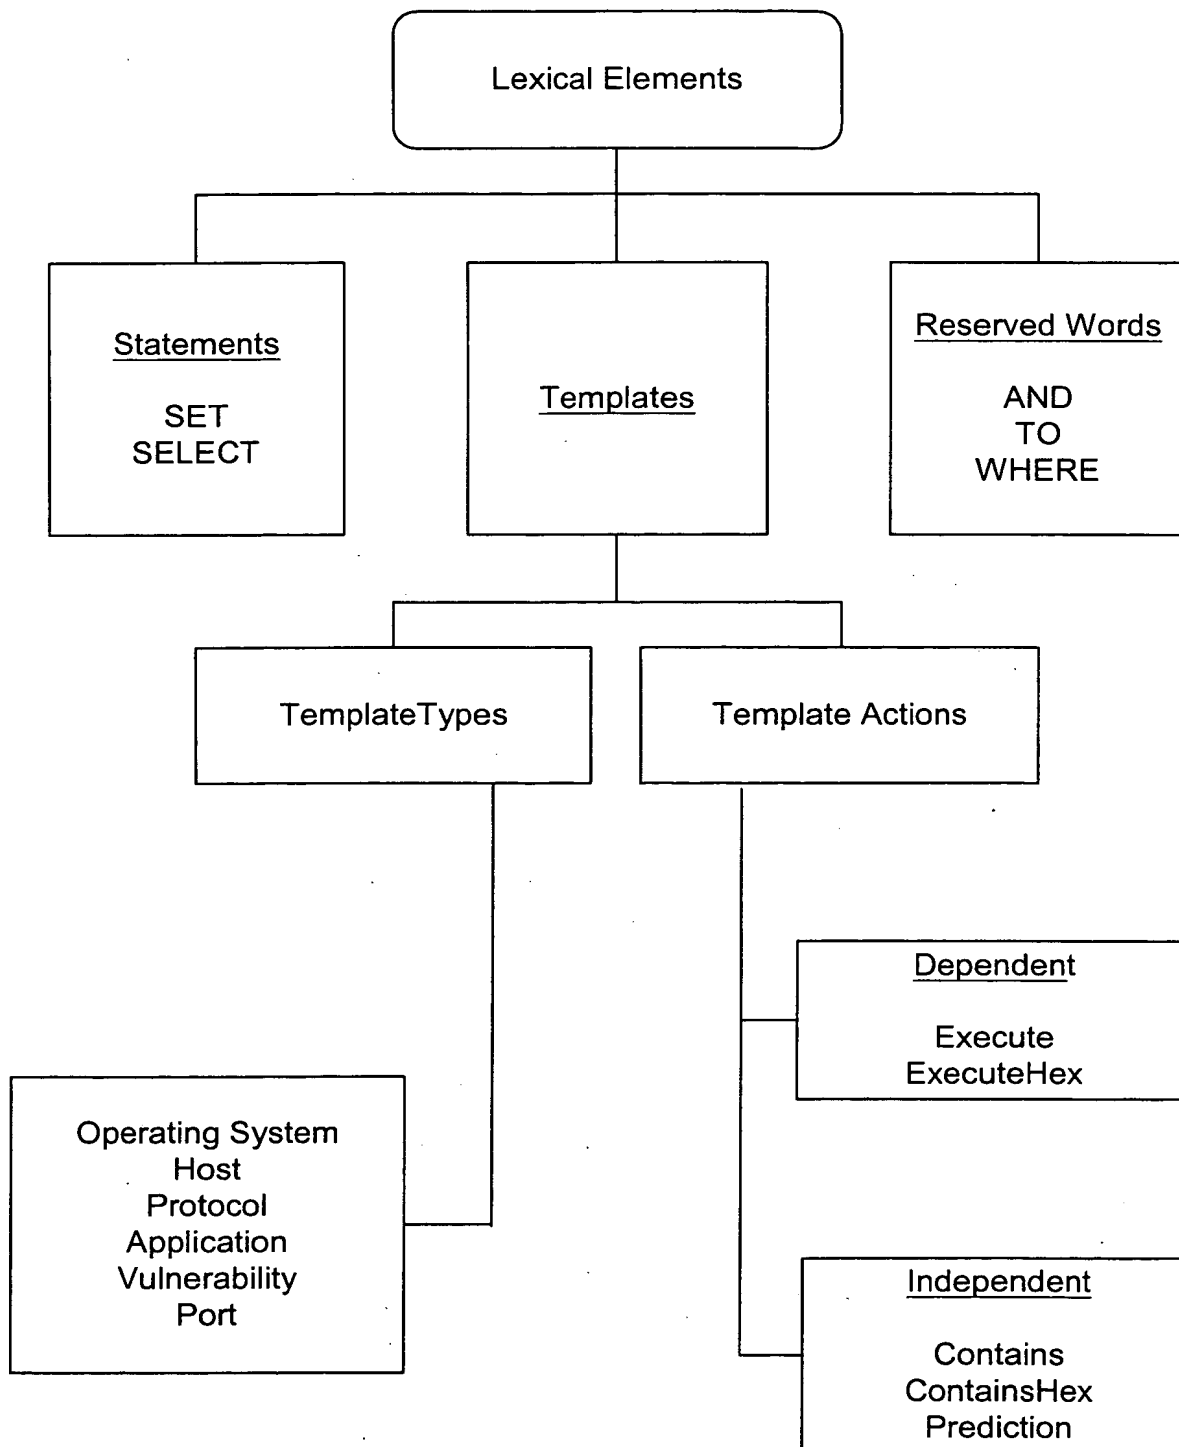 Lexical Elements
Statements
SET
SELECT
Templates
Reserved Words
AND
TO
WHERE
TemplateTypes
Template Actions
Dependent
Execute
ExecuteHex
Operating System
Host
Protocol
Application
Vulnerability
Port
Independent
Contains
ContainsHex
Prediction